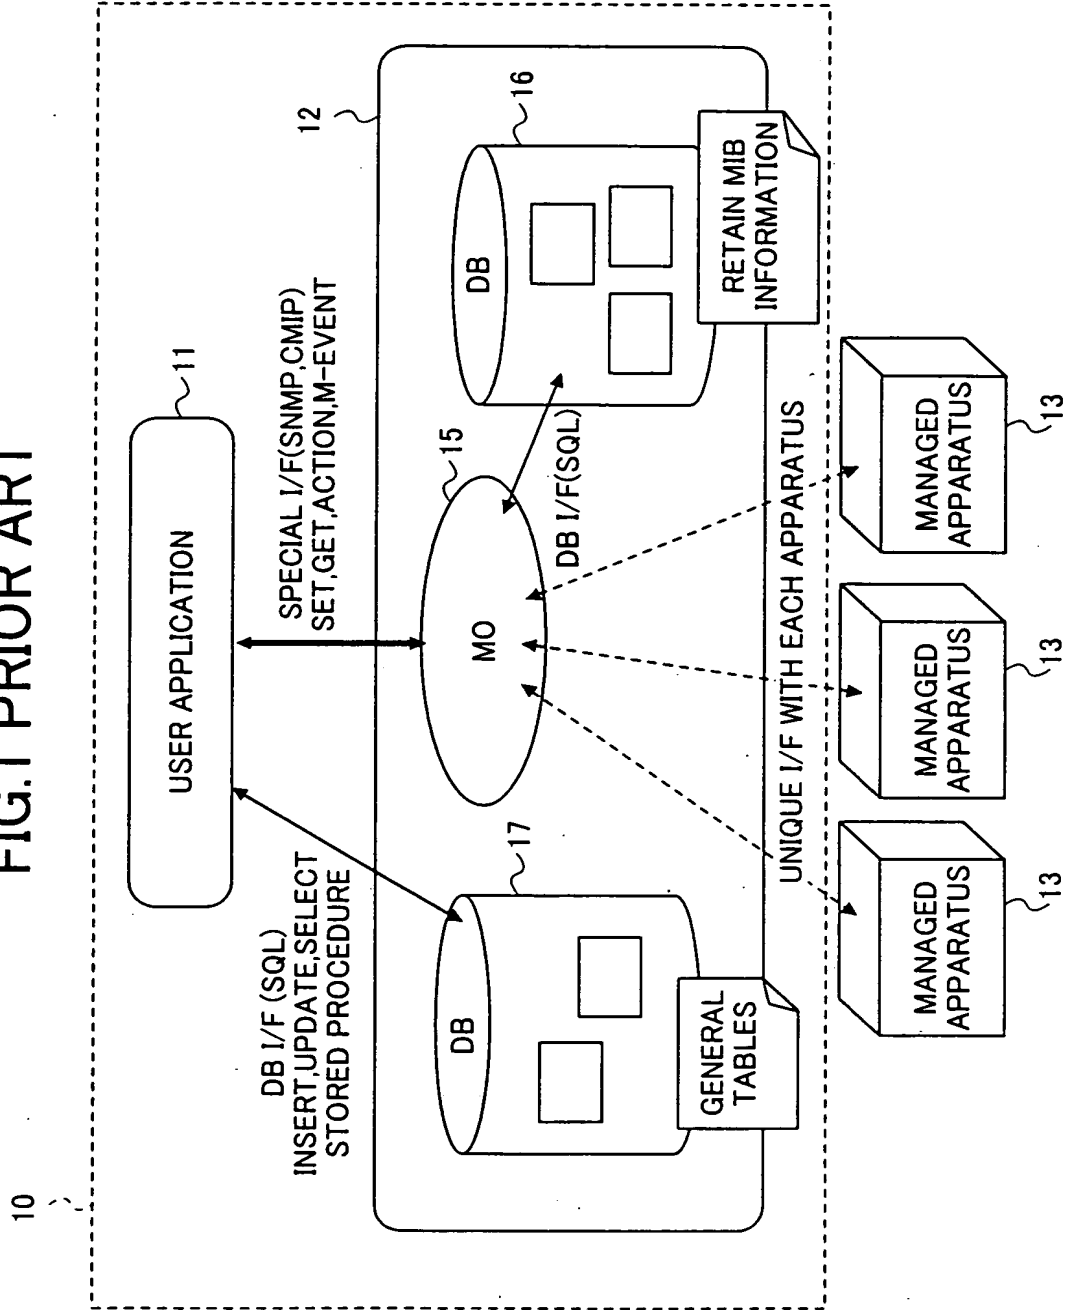 FIG.1 PRIOR ART
10
11
USER APPLICATION
DB I/F (SQL)
INSERT,UPDATE,SELECT
STORED PROCEDURE
SPECIAL I/F(SNMP,CMIP)
SET,GET,ACTION,M-EVENT
12
17
DB
GENERAL
TABLES
15
MO
DB I/F(SQL)
16
DB
RETAIN MIB
INFORMATION
UNIQUE I/F WITH EACH APPARATUS
MANAGED
APPARATUS
13
MANAGED
APPARATUS
13
MANAGED
APPARATUS
13